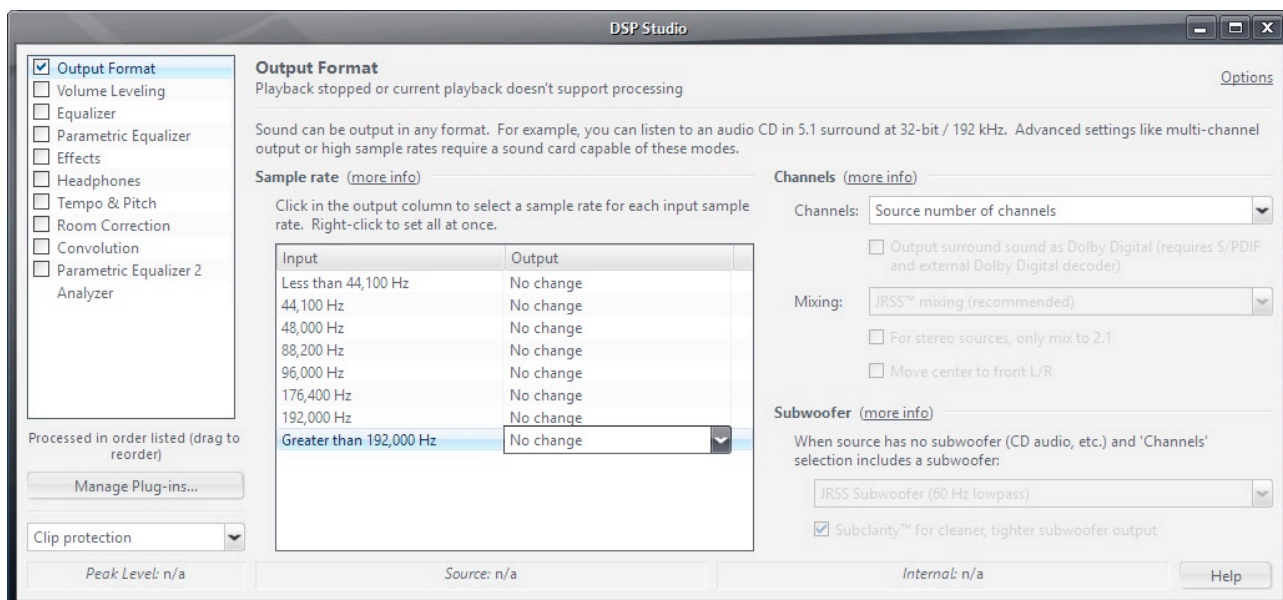 DSP Studio
Output Format
Volume Leveling
Equalizer
Parametric Equalizer
Effects
Headphones
Tempo & Pitch
Room Correction
Convolution
Parametric Equalizer 2
Analyzer
Processed in order listed (drag to
reorder)
Manage Plug-ins...
Clip protection
Output Format
Playback stopped or current playback doesn't support processing
Options
Sound can be output in any format. For example, you can listen to an audio CD in 5.1 surround at 32-bit / 192 kHz. Advanced settings like multi-channel
output or high sample rates require a sound card capable of these modes.
Sample rate (more info)
Click in the output column to select a sample rate for each input sample
rate. Right-click to set all at once.
Input Output
Less than 44,100 Hz No change
44,100 Hz No change
48,000 Hz No change
88,200 Hz No change
96,000 Hz No change
176,400 Hz No change
192,000 Hz No change
Greater than 192,000 Hz No change
Channels (more info)
Channels: Source number of channels
Output surround sound as Dolby Digital (requires S/PDIF
and external Dolby Digital decoder)
Mixing: JRSS™ mixing (recommended)
For stereo sources, only mix to 2.1
Move center to front L/R
Subwoofer (more info)
When source has no subwoofer (CD audio, etc.) and 'Channels'
selection includes a subwoofer:
JRSS Subwoofer (60 Hz lowpass)
Subclarity™ for cleaner, tighter subwoofer output
Peak Level: n/a Source: n/a Internal: n/a Help